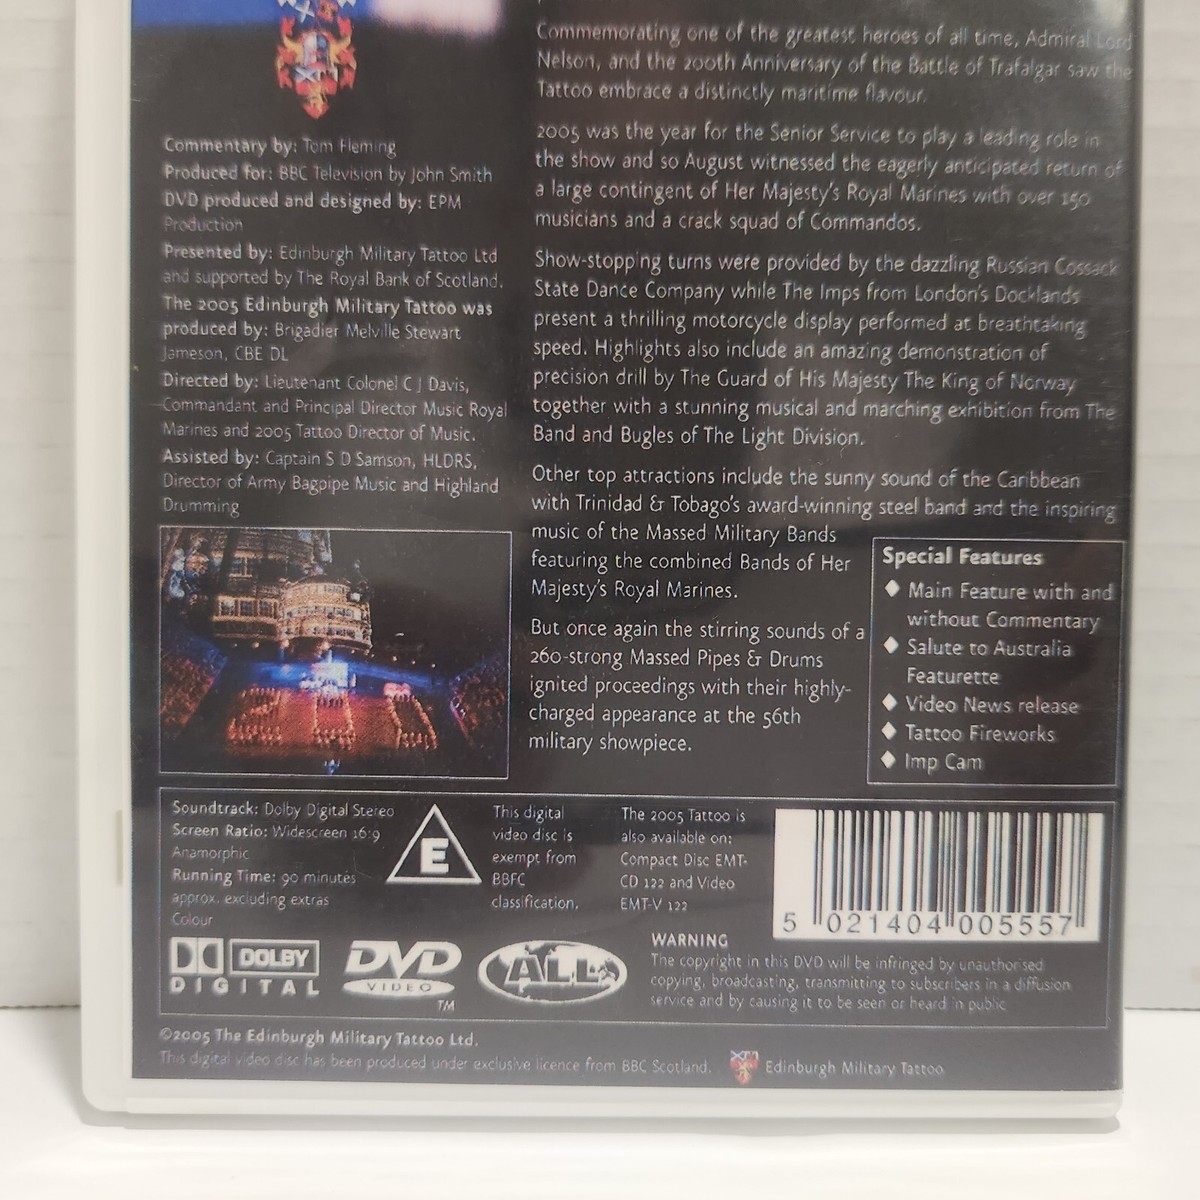 Commemorating one of the greatest heroes of all time, Admiral Lord
Nelson, and the 200th Anniversary of the Battle of Trafalgar saw the
Tattoo embrace a distinctly maritime flavour.
2005 was the year for the Senior Service to play a leading role in
the show and so August witnessed the eagerly anticipated return of
a large contingent of Her Majesty's Royal Marines with over 150
musicians and a crack squad of Commandos.
Show-stopping turns were provided by the dazzling Russian Cossack
State Dance Company while The Imps from London's Docklands
present a thrilling motorcycle display performed at breathtaking
speed. Highlights also include an amazing demonstration of
precision drill by The Guard of His Majesty The King of Norway
together with a stunning musical and marching exhibition from The
Band and Bugles of The Light Division.
Other top attractions include the sunny sound of the Caribbean
with Trinidad & Tobago's award-winning steel band and the inspiring
music of the Massed Military Bands
featuring the combined Bands of Her
Majesty's Royal Marines.
But once again the stirring sounds of a
260-strong Massed Pipes & Drums
ignited proceedings with their highly-
charged appearance at the 56th
military showpiece.
Commentary by: Tom Fleming
Produced for: BBC Television by John Smith
DVD produced and designed by: EPM
Production
Presented by: Edinburgh Military Tattoo Ltd
and supported by The Royal Bank of Scotland.
The 2005 Edinburgh Military Tattoo was
produced by: Brigadier Melville Stewart
Jameson, CBE DL
Directed by: Lieutenant Colonel C J Davis,
Commandant and Principal Director Music Royal
Marines and 2005 Tattoo Director of Music.
Assisted by: Captain S D Samson, HLDRS,
Director of Army Bagpipe Music and Highland
Drumming
Special Features
♦ Main Feature with and
without Commentary
♦ Salute to Australia
Featurette
♦ Video News release
♦ Tattoo Fireworks
♦ Imp Cam
Soundtrack: Dolby Digital Stereo
Screen Ratio: Widescreen 16:9
Anamorphic
Running Time: 90 minutes
approx. excluding extras
Colour
E
This digital
video disc is
exempt from
BBFC
classification.
The 2005 Tattoo is
also available on:
Compact Disc EMT-
CD 122 and Video
EMT-V 122
5 021404 005557
DOLBY
DIGITAL
DVD
VIDEO
TM
ALL
WARNING
The copyright in this DVD will be infringed by unauthorised
copying, broadcasting, transmitting to subscribers in a diffusion
service and by causing it to be seen or heard in public
©2005 The Edinburgh Military Tattoo Ltd.
This digital video disc has been produced under exclusive licence from BBC Scotland.
Edinburgh Military Tattoo